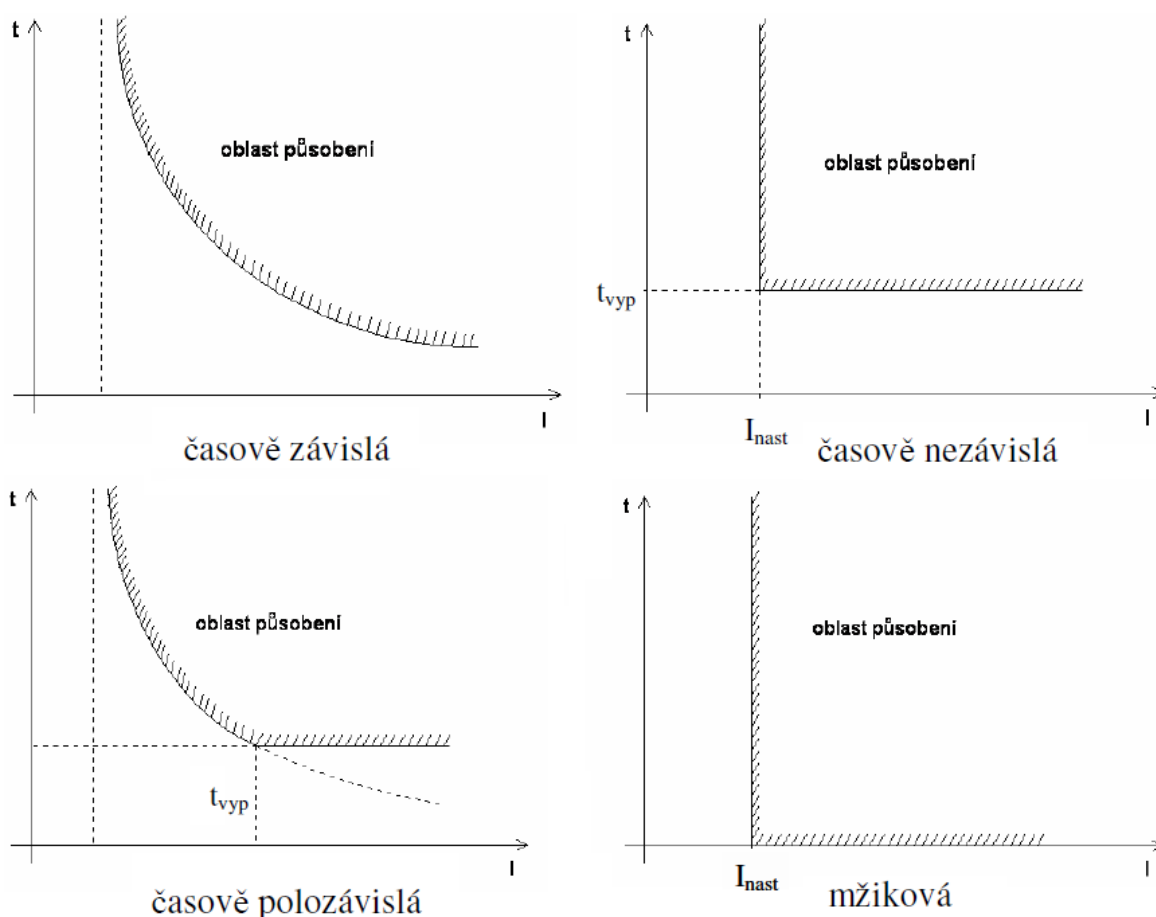 t
oblast působení
I
časově závislá
t
oblast působení
t_vyp
I_nast
I
časově nezávislá
t
oblast působení
t_vyp
I
časově polozávislá
t
oblast působení
I_nast
I
mžiková